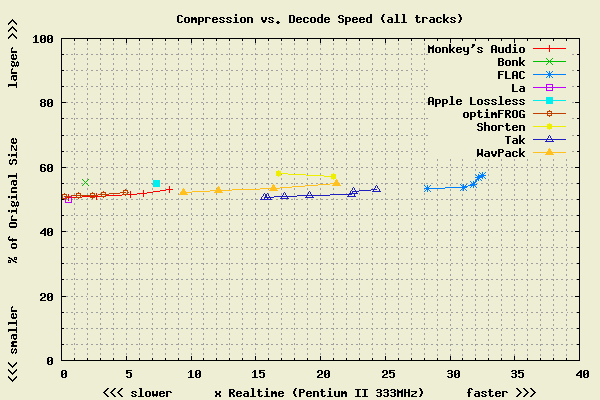 Compression vs. Decode Speed (all tracks)
<<< smaller % of Original Size larger >>>
100
80
60
40
20
0
Monkey's Audio
Bonk
FLAC
La
Apple Lossless
optimFROG
Shorten
Tak
WavPack
0 5 10 15 20 25 30 35 40
<<< slower x Realtime (Pentium II 333MHz) faster >>>